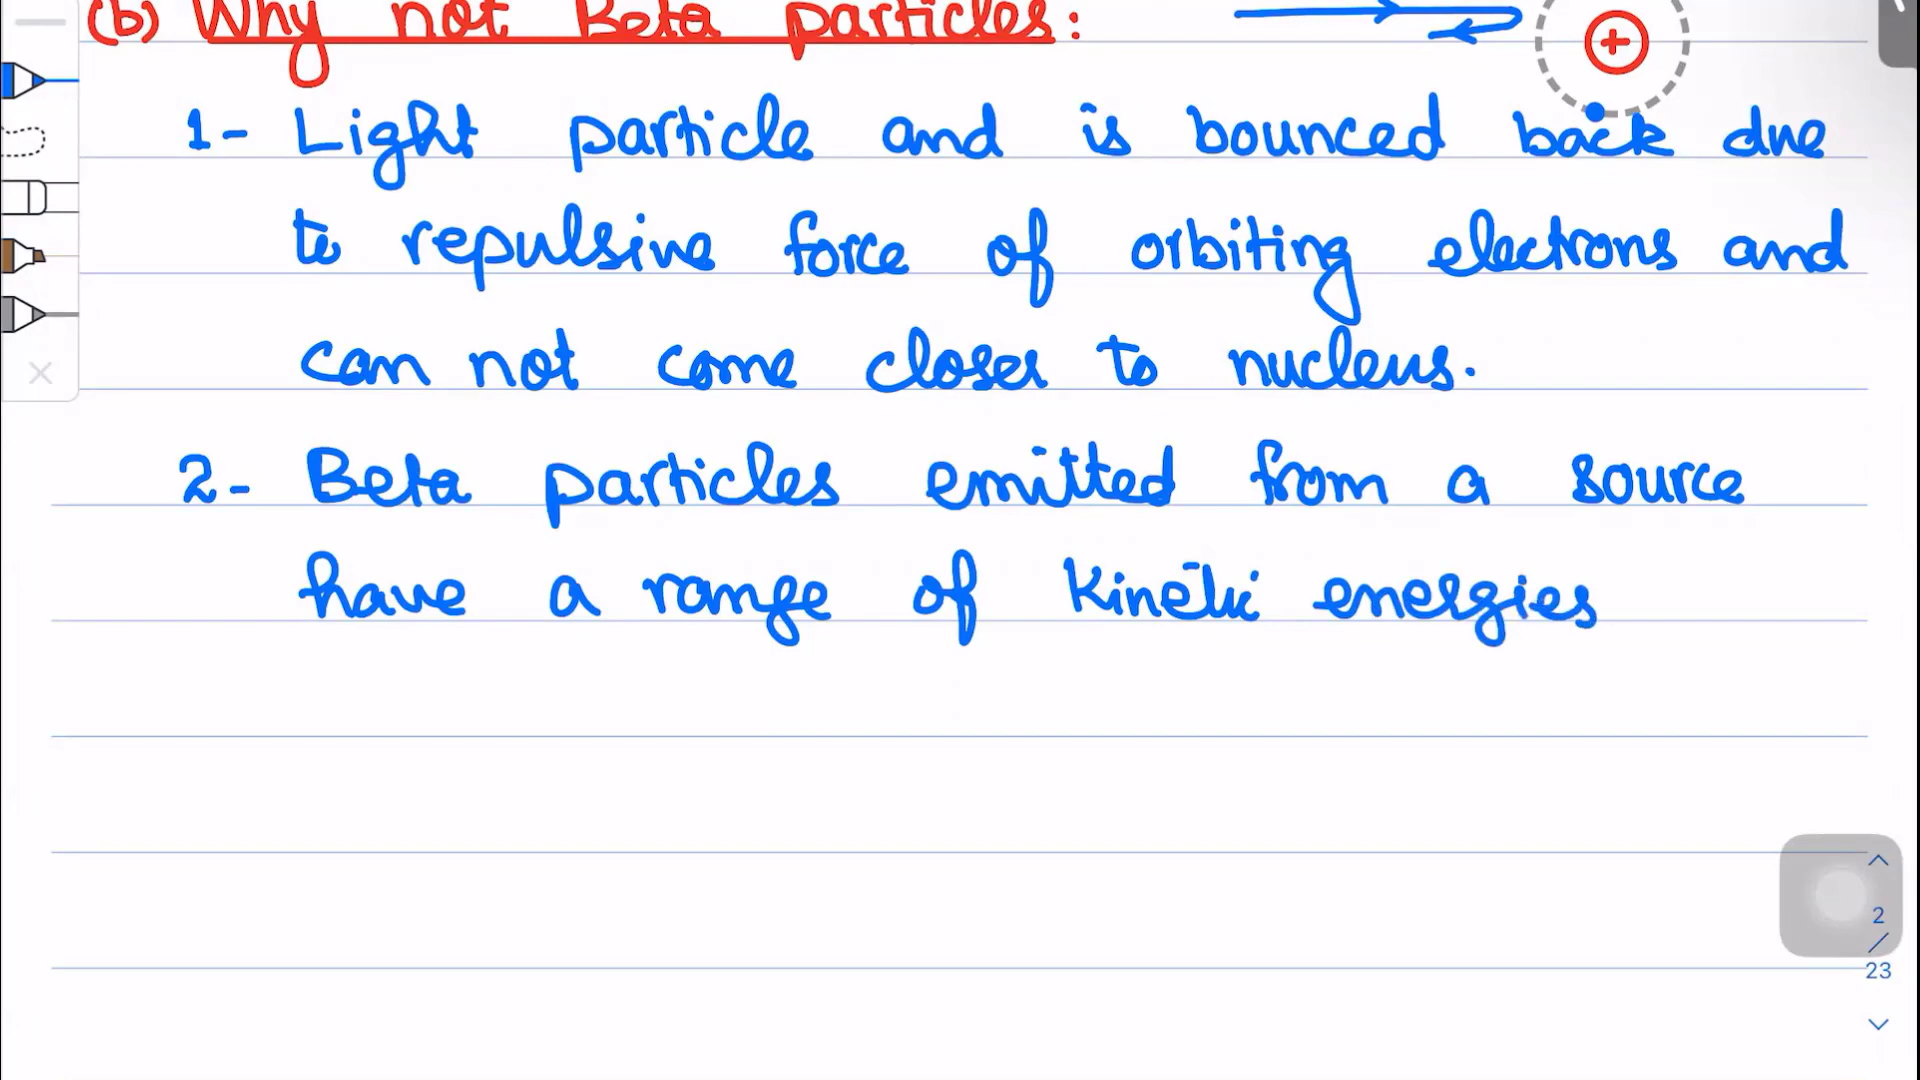 (b) Why not Beta particles:
+
1- Light particle and is bounced back due
to repulsive force of orbiting electrons and
can not come closer to nucleus.
2- Beta particles emitted from a source
have a range of kinetic energies
2
/
23